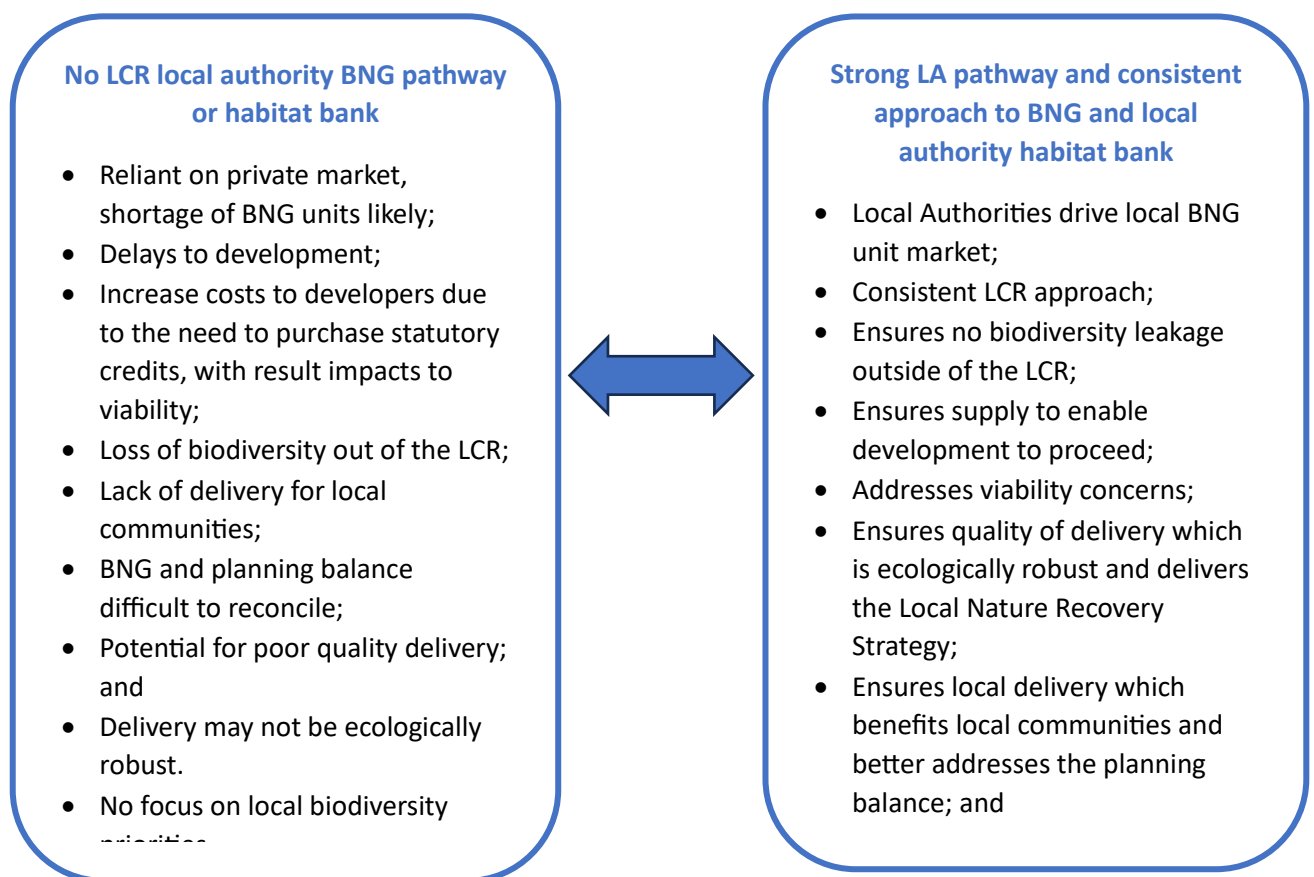 No LCR local authority BNG pathway
or habitat bank
• Reliant on private market,
shortage of BNG units likely;
• Delays to development;
• Increase costs to developers due
to the need to purchase statutory
credits, with result impacts to
viability;
• Loss of biodiversity out of the LCR;
• Lack of delivery for local
communities;
• BNG and planning balance
difficult to reconcile;
• Potential for poor quality delivery;
and
• Delivery may not be ecologically
robust.
• No focus on local biodiversity
priorities
Strong LA pathway and consistent
approach to BNG and local
authority habitat bank
• Local Authorities drive local BNG
unit market;
• Consistent LCR approach;
• Ensures no biodiversity leakage
outside of the LCR;
• Ensures supply to enable
development to proceed;
• Addresses viability concerns;
• Ensures quality of delivery which
is ecologically robust and delivers
the Local Nature Recovery
Strategy;
• Ensures local delivery which
benefits local communities and
better addresses the planning
balance; and